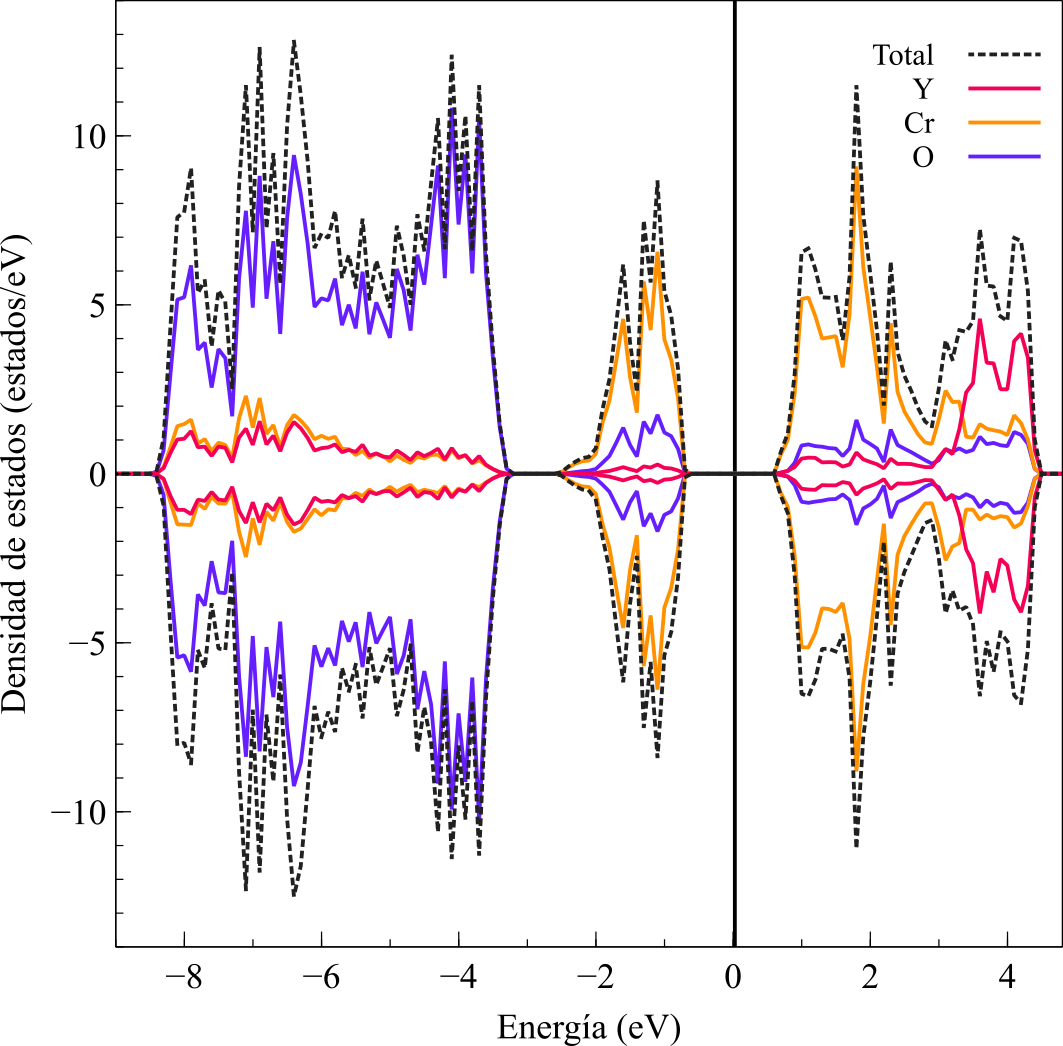 Total
Y
Cr
O
Densidad de estados (estados/eV)
10
5
0
−5
−10
−8 −6 −4 −2 0 2 4
Energía (eV)